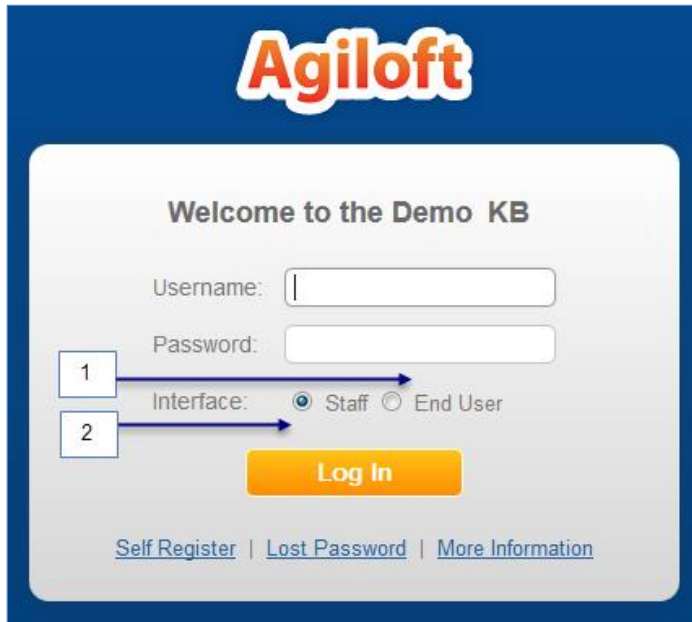 Agiloft
Welcome to the Demo KB
Username:
Password:
1
Interface: Staff End User
2
Log In
Self Register | Lost Password | More Information